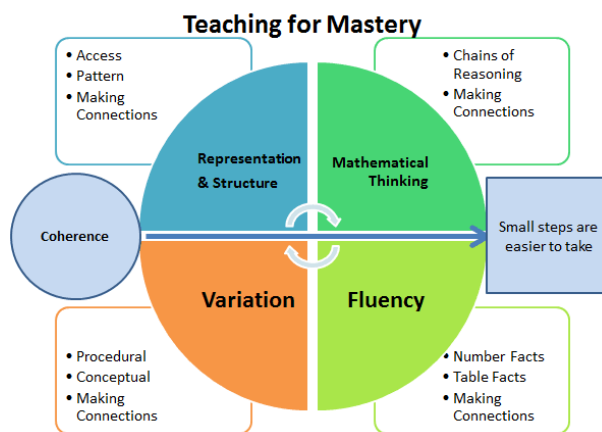 Teaching for Mastery
• Access
• Pattern
• Making
Connections
• Chains of
Reasoning
• Making
Connections
Representation
& Structure
Mathematical
Thinking
Coherence
Small steps are
easier to take
Variation
Fluency
• Procedural
• Conceptual
• Making
Connections
• Number Facts
• Table Facts
• Making
Connections